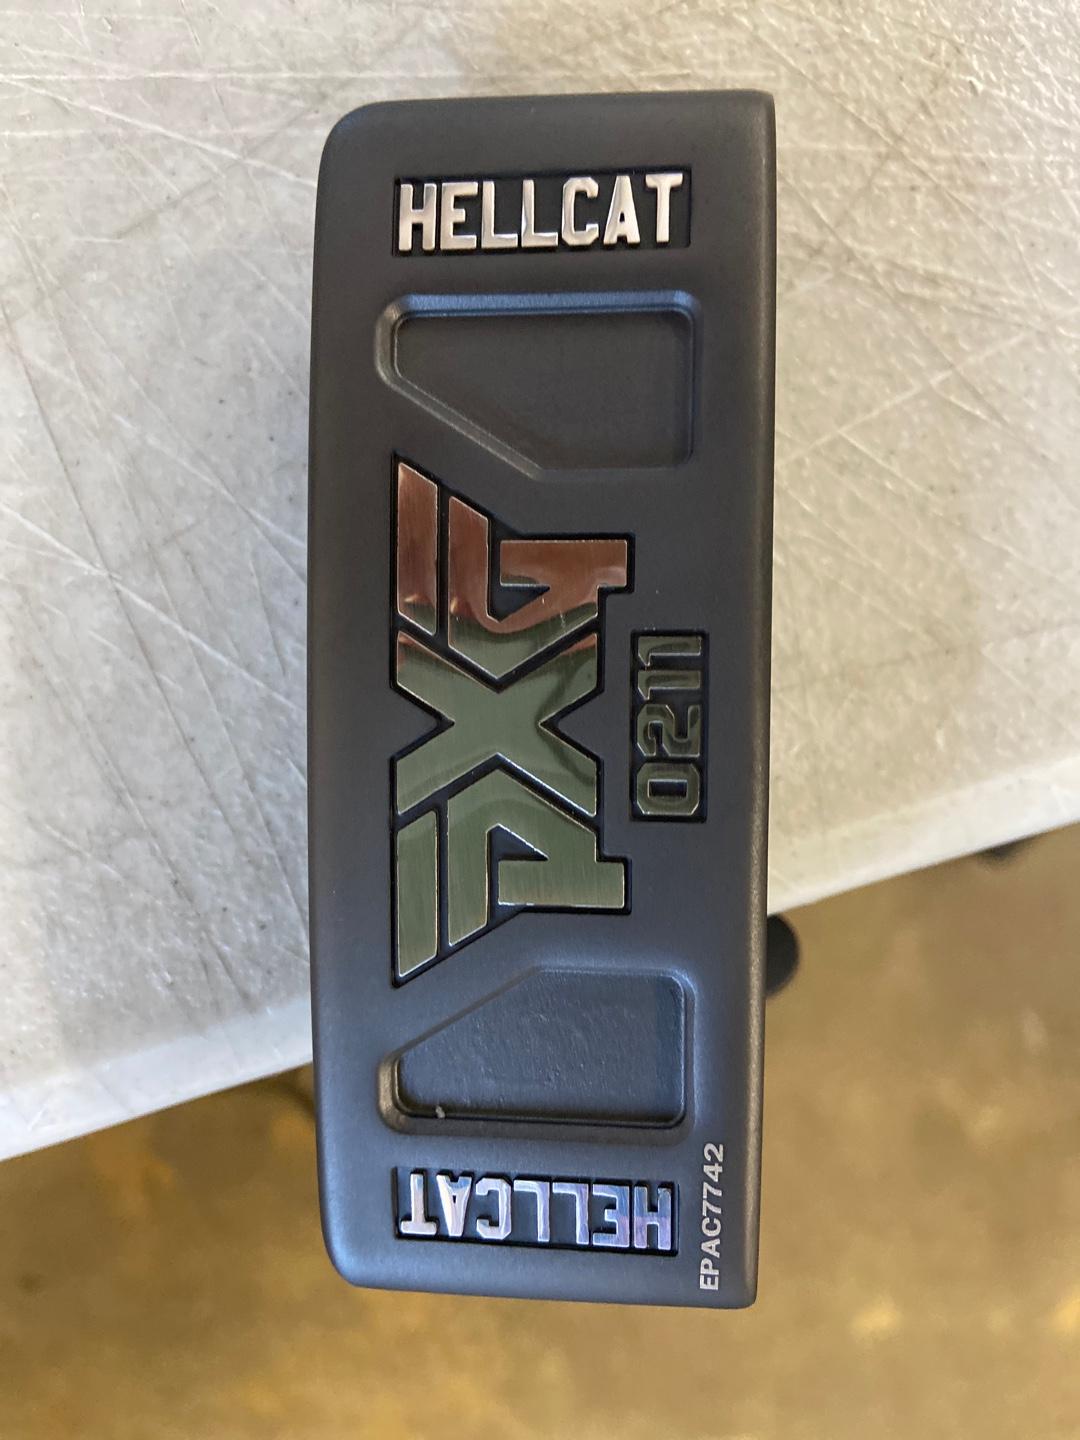 HELLCAT
PXG
0211
HELLCAT
EPAC7742